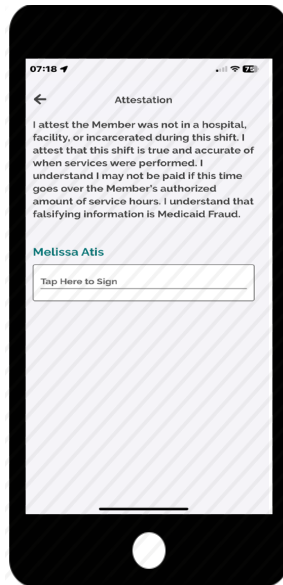 07:18
72
Attestation
I attest the Member was not in a hospital,
facility, or incarcerated during this shift. I
attest that this shift is true and accurate of
when services were performed. I
understand I may not be paid if this time
goes over the Member's authorized
amount of service hours. I understand that
falsifying information is Medicaid Fraud.
Melissa Atis
Tap Here to Sign